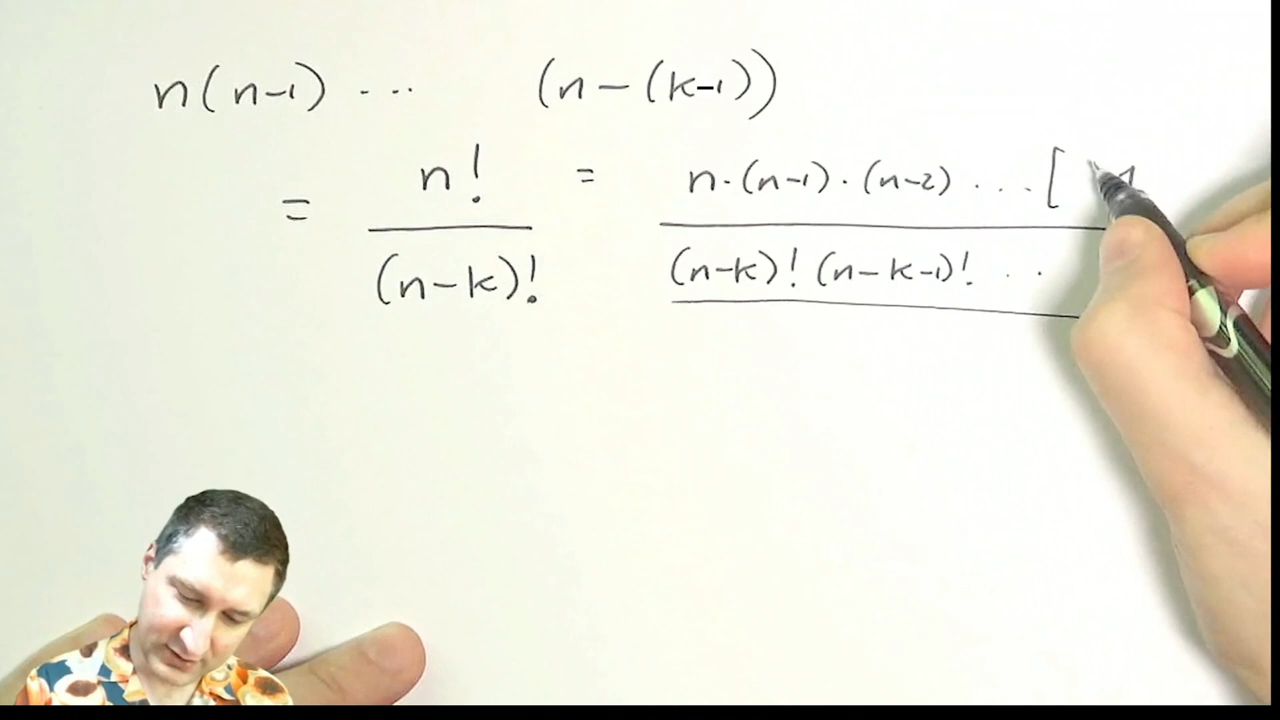 n(n-1) ... (n-(k-1))
= n! / (n-k)! = n·(n-1)·(n-2) ... [ / (n-k)! (n-k-1)! ..